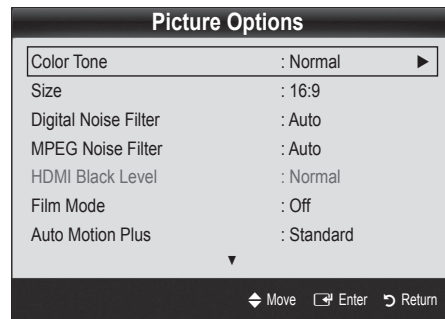 Picture Options
Color Tone : Normal ►
Size : 16:9
Digital Noise Filter : Auto
MPEG Noise Filter : Auto
HDMI Black Level : Normal
Film Mode : Off
Auto Motion Plus : Standard
▼
Move Enter Return